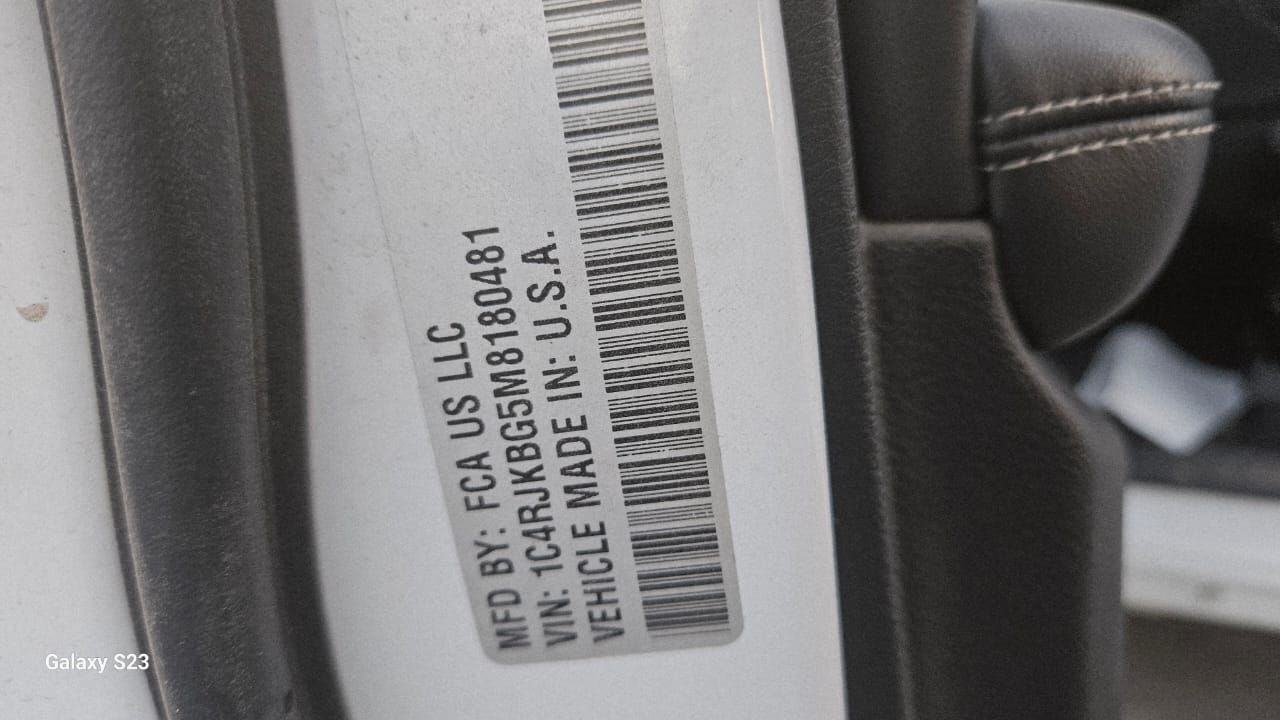 MFD BY: FCA US LLC
VIN: 1C4RJKBG5M8180481
VEHICLE MADE IN: U.S.A.
Galaxy S23